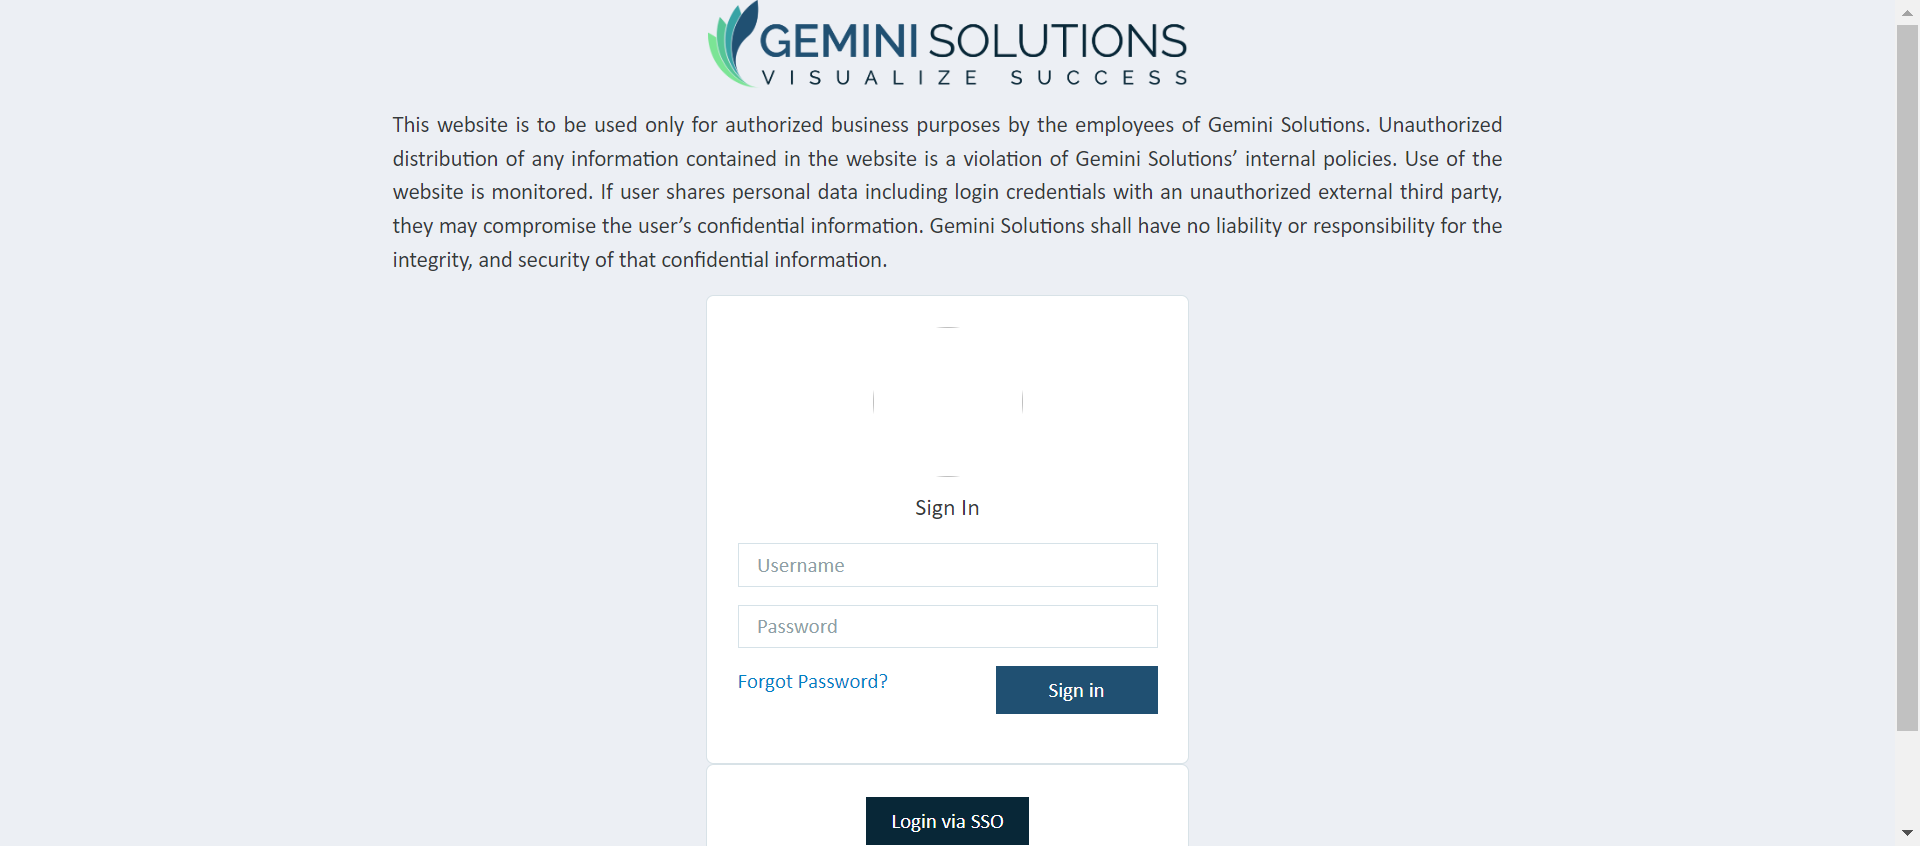 GEMINI SOLUTIONS
VISUALIZE SUCCESS
This website is to be used only for authorized business purposes by the employees of Gemini Solutions. Unauthorized
distribution of any information contained in the website is a violation of Gemini Solutions’ internal policies. Use of the
website is monitored. If user shares personal data including login credentials with an unauthorized external third party,
they may compromise the user’s confidential information. Gemini Solutions shall have no liability or responsibility for the
integrity, and security of that confidential information.
Sign In
Username
Password
Forgot Password?
Sign in
Login via SSO